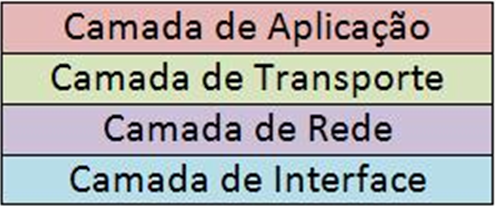 Camada de Aplicação
Camada de Transporte
Camada de Rede
Camada de Interface